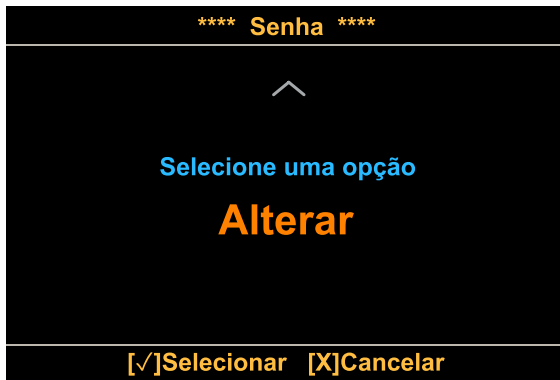 **** Senha ****
Selecione uma opção
Alterar
[✓]Selecionar [X]Cancelar